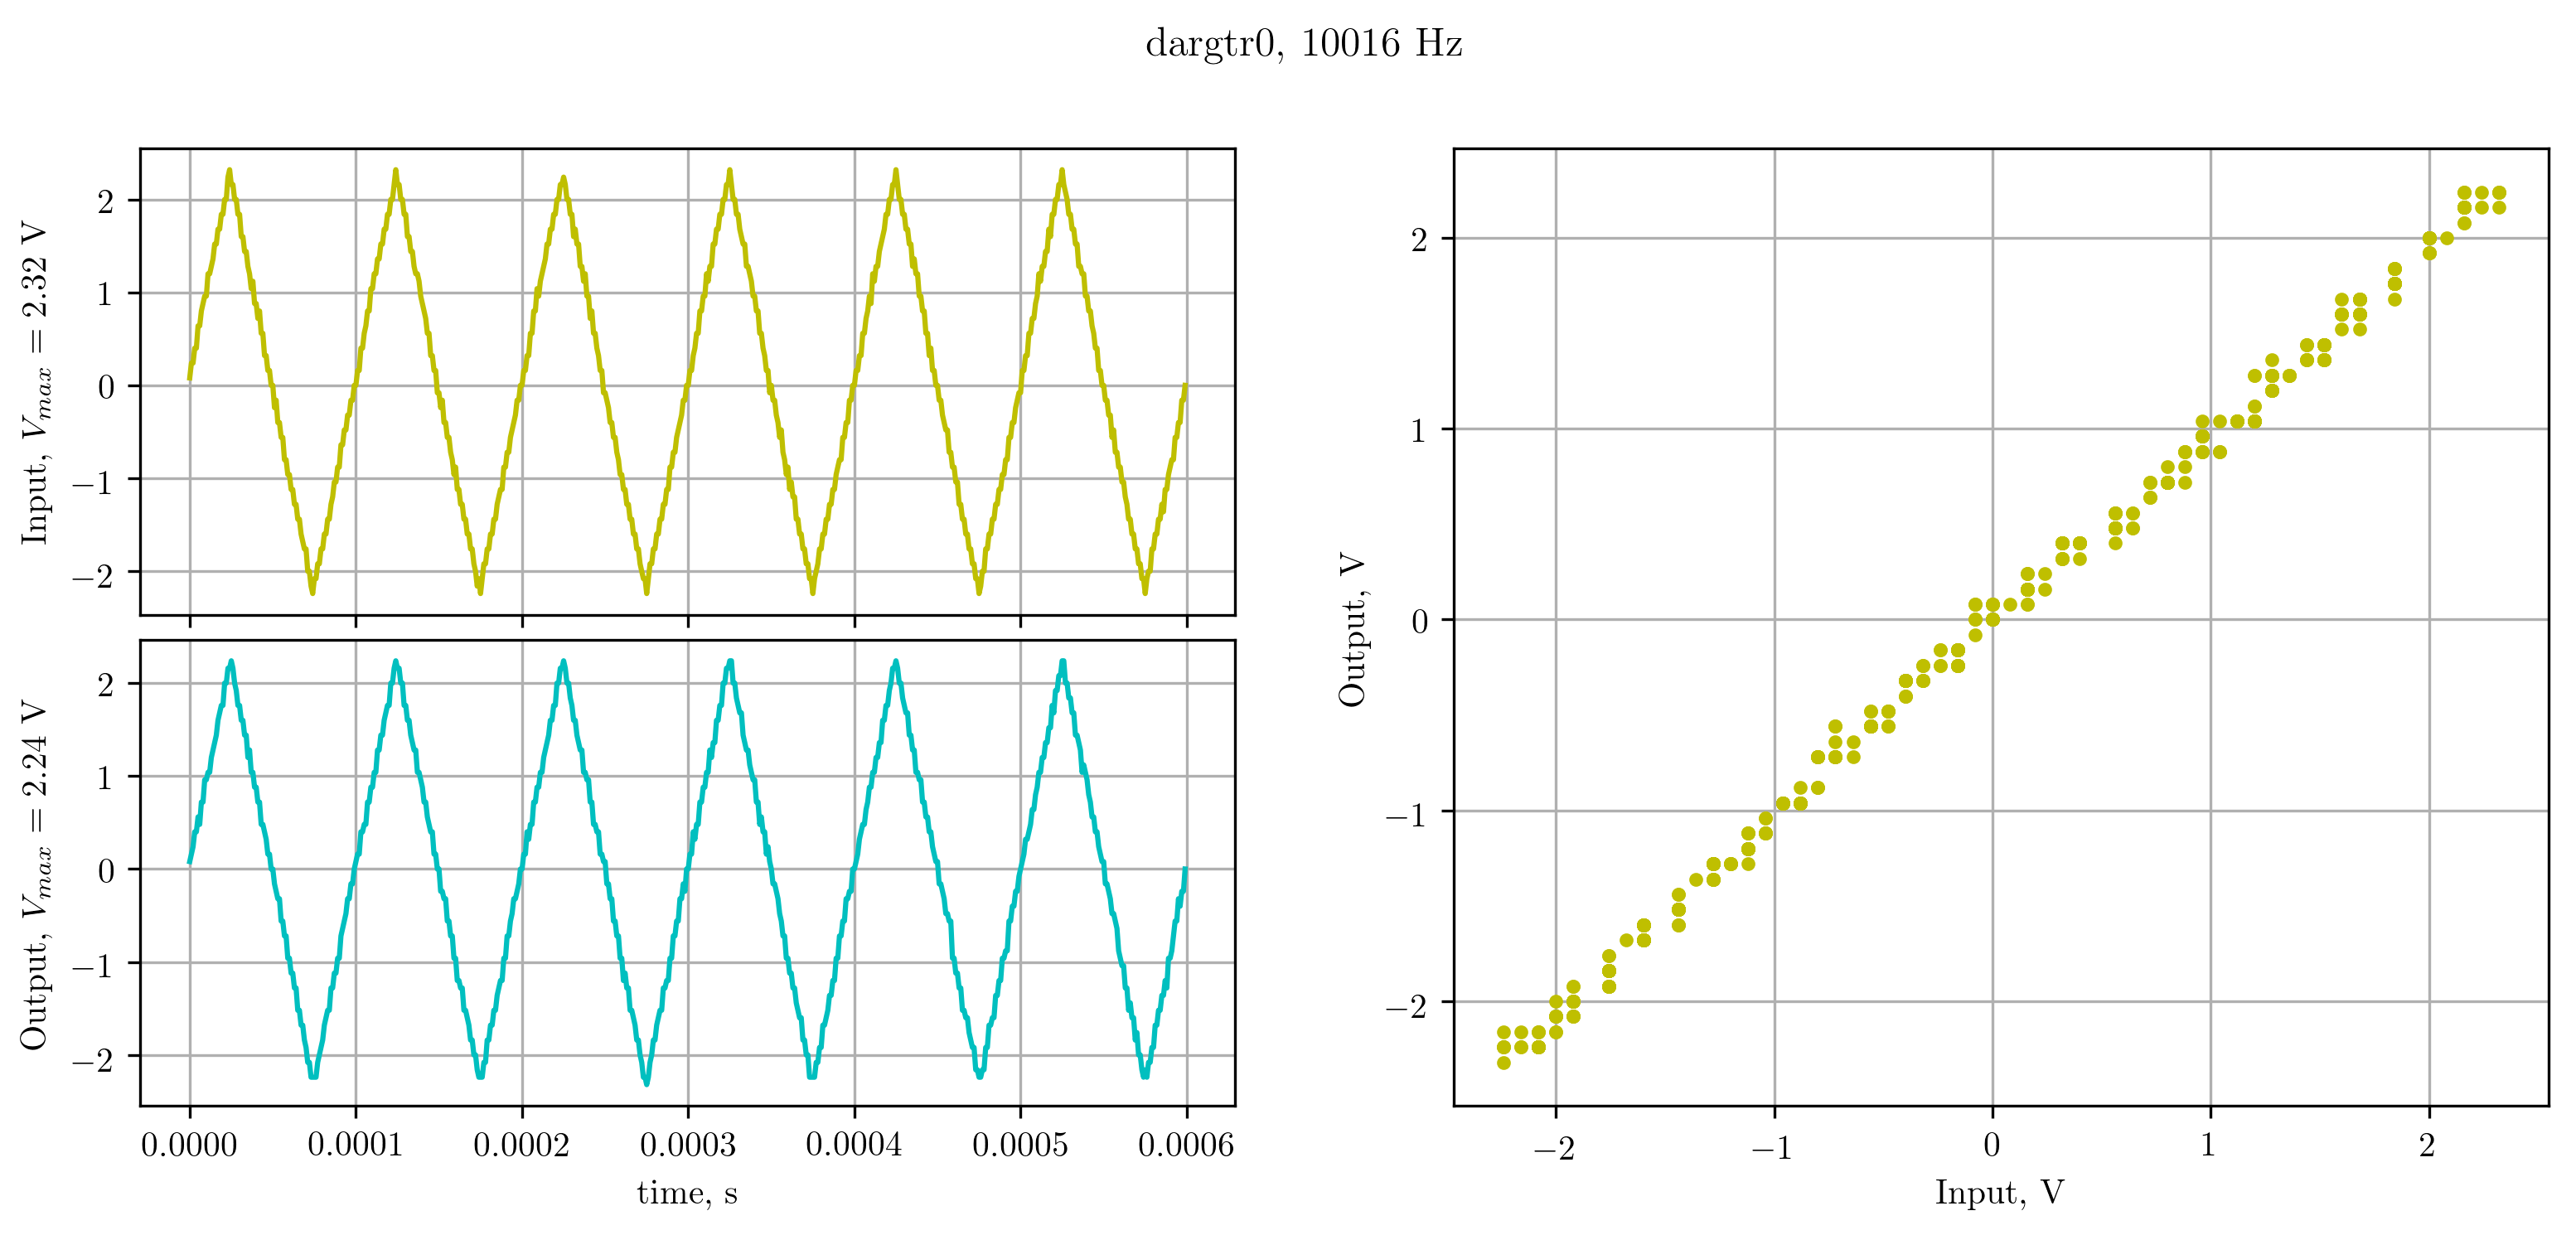 dargtr0, 10016 Hz
Input, V_max = 2.32 V
2
1
0
−1
−2
Output, V_max = 2.24 V
2
1
0
−1
−2
0.0000 0.0001 0.0002 0.0003 0.0004 0.0005 0.0006
time, s
Output, V
2
1
0
−1
−2
−2 −1 0 1 2
Input, V